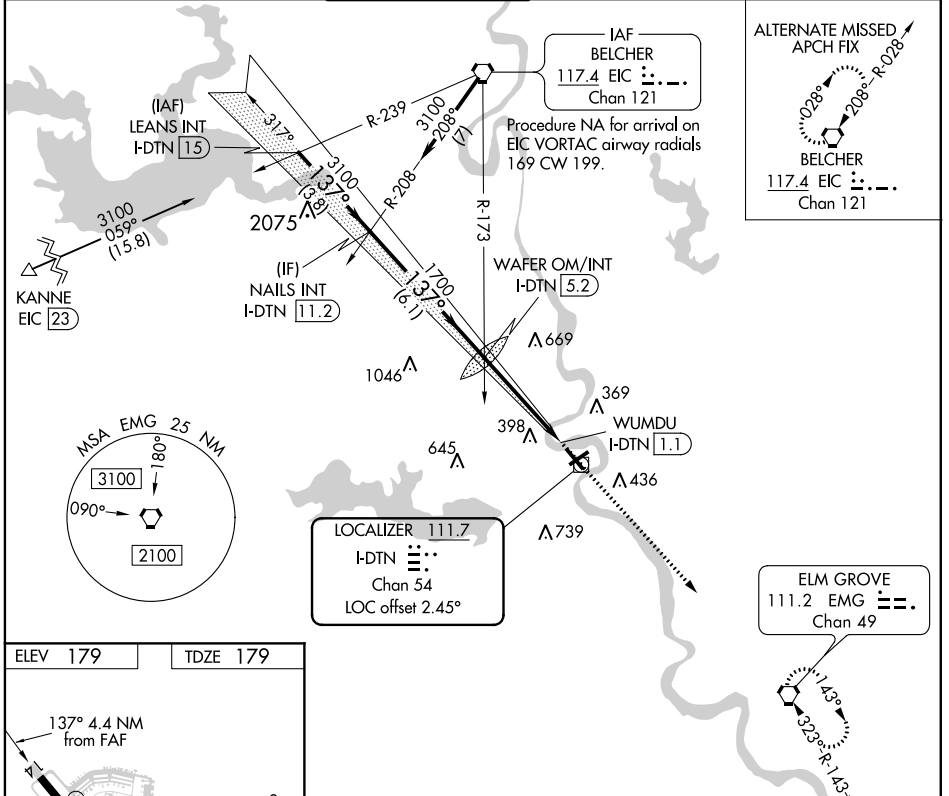 IAF
BELCHER
117.4 EIC
Chan 121
Procedure NA for arrival on
EIC VORTAC airway radials
169 CW 199.
ALTERNATE MISSED
APCH FIX
028°
208°
R-028
BELCHER
117.4 EIC
Chan 121
(IAF)
LEANS INT
I-DTN 15
317°
R-239
3100
208°
(7)
R-208
R-173
3100
137°
(3.8)
2075
3100
059°
(15.8)
KANNE
EIC 23
(IF)
NAILS INT
I-DTN 11.2
1700
137°
(6.1)
WAFER OM/INT
I-DTN 5.2
669
1046
369
398
WUMDU
I-DTN 1.1
645
436
739
MSA EMG 25 NM
180°
3100
090°
2100
LOCALIZER 111.7
I-DTN
Chan 54
LOC offset 2.45°
ELM GROVE
111.2 EMG
Chan 49
143°
323°
R-143
ELEV 179
TDZE 179
137° 4.4 NM
from FAF
14